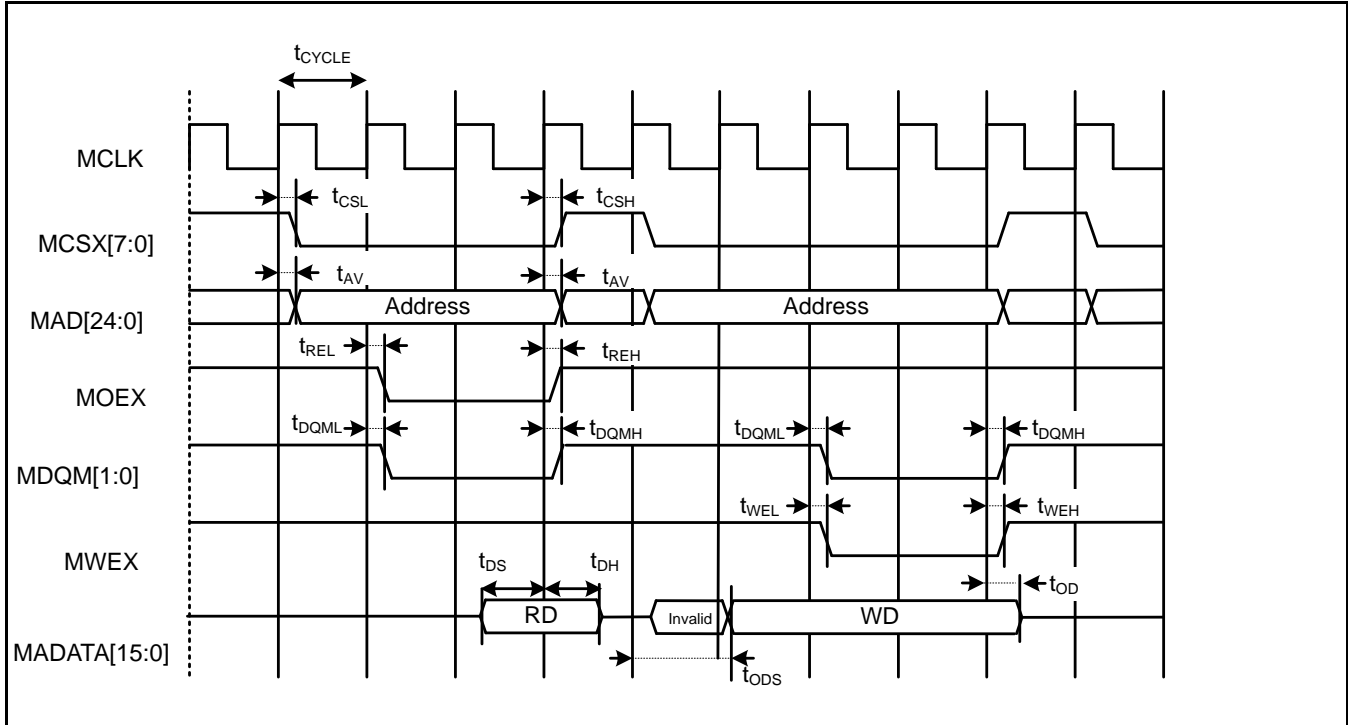 tCYCLE
MCLK
tCSL tCSH
MCSX[7:0]
tAV tAV
MAD[24:0] Address Address
tREL tREH
MOEX
tDQML tDQMH tDQML tDQMH
MDQM[1:0]
tWEL tWEH
MWEX
tDS tDH
tOD
RD Invalid WD
MADATA[15:0]
tODS